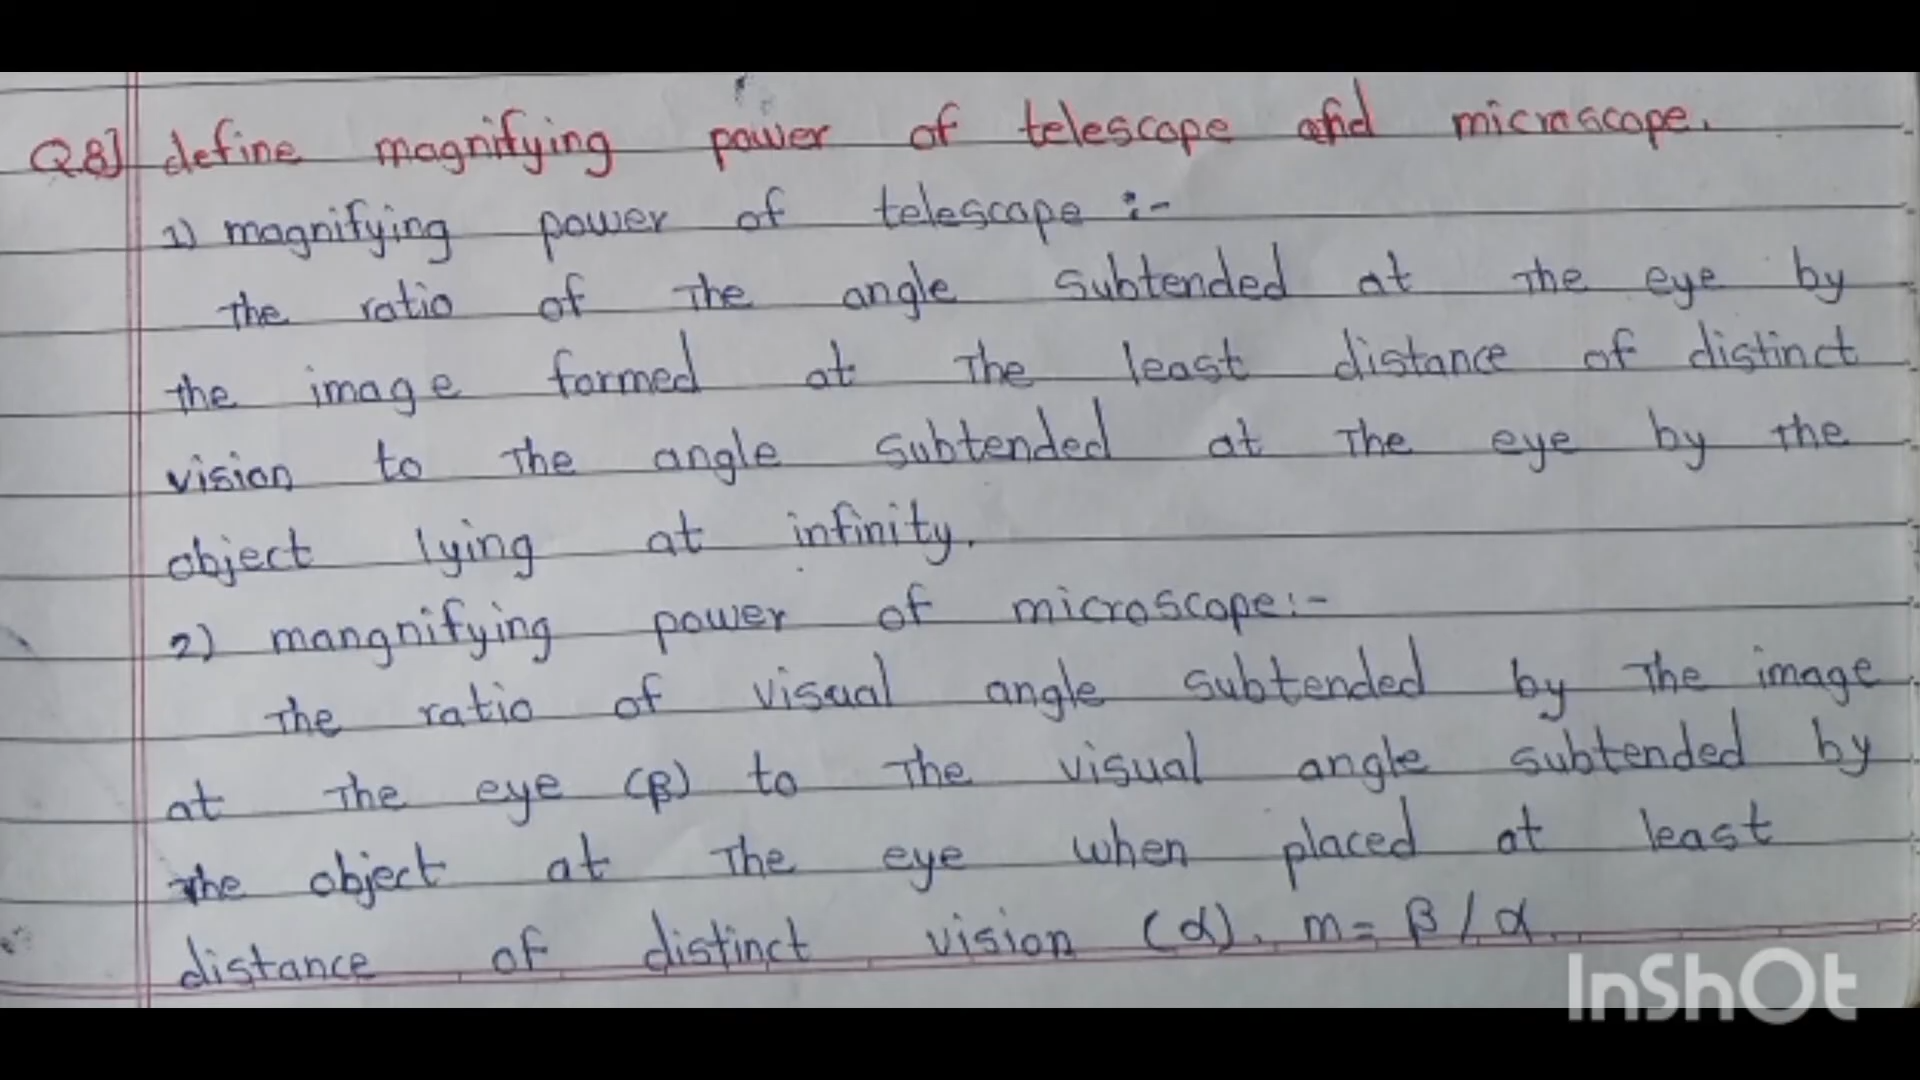 Q.8] define magnifying power of telescope and microscope.
1) magnifying power of telescope :-
The ratio of The angle subtended at The eye by
the image formed at The least distance of distinct
vision to The angle subtended at The eye by The
object lying at infinity.
2) mangnifying power of microscope:-
The ratio of visual angle subtended by The image
at The eye (β) to The visual angle subtended by
The object at The eye when placed at least
distance of distinct vision (α). m= β/α.
InShOt